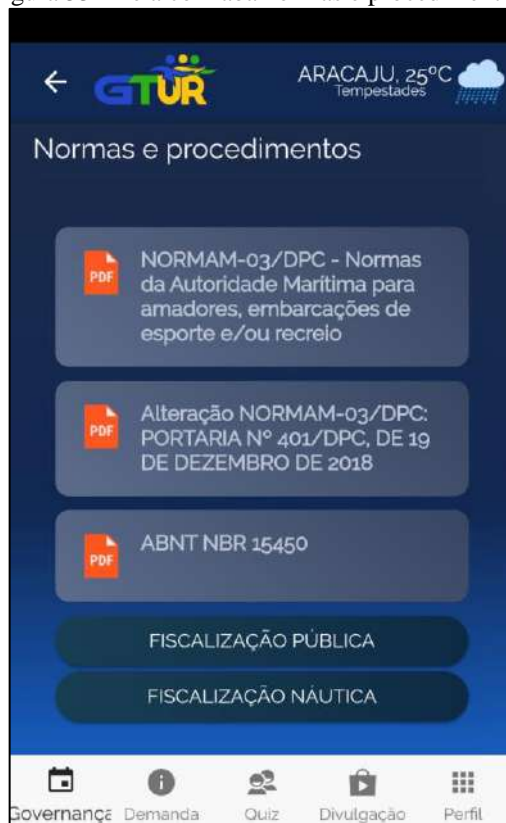 GTUR
ARACAJU, 25ºC
Tempestades
Normas e procedimentos
PDF
NORMAM-03/DPC - Normas
da Autoridade Marítima para
amadores, embarcações de
esporte e/ou recreio
PDF
Alteração NORMAM-03/DPC:
PORTARIA Nº 401/DPC, DE 19
DE DEZEMBRO DE 2018
PDF
ABNT NBR 15450
FISCALIZAÇÃO PÚBLICA
FISCALIZAÇÃO NÁUTICA
Governança Demanda Quiz Divulgação Perfil